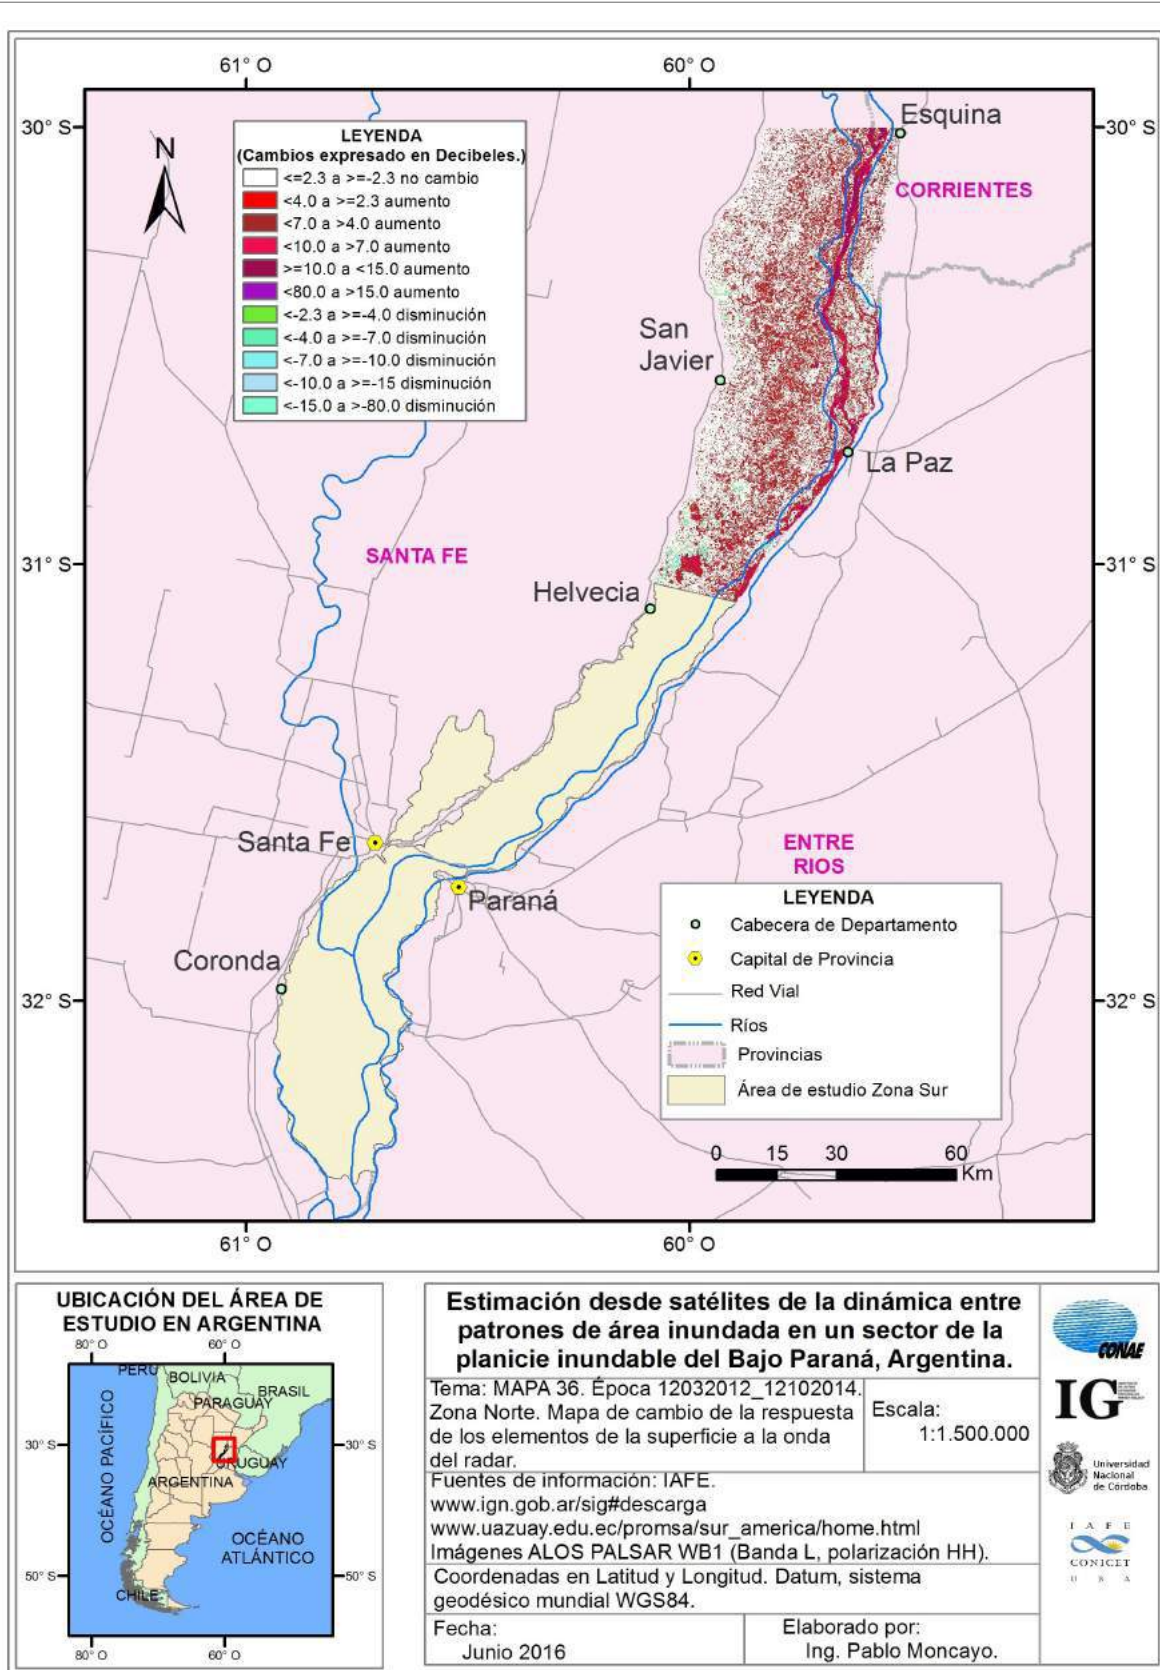 61° O
60° O
30° S
30° S
N
LEYENDA
(Cambios expresado en Decibeles.)
<=2.3 a >=-2.3 no cambio
<4.0 a >=2.3 aumento
<7.0 a >4.0 aumento
<10.0 a >7.0 aumento
>=10.0 a <15.0 aumento
<80.0 a >15.0 aumento
<-2.3 a >=-4.0 disminución
<-4.0 a >=-7.0 disminución
<-7.0 a >=-10.0 disminución
<-10.0 a >=-15 disminución
<-15.0 a >-80.0 disminución
Esquina
CORRIENTES
San
Javier
La Paz
SANTA FE
31° S
31° S
Helvecia
Santa Fe
ENTRE
RIOS
Paraná
Coronda
32° S
32° S
LEYENDA
Cabecera de Departamento
Capital de Provincia
Red Vial
Ríos
Provincias
Área de estudio Zona Sur
0 15 30 60
Km
61° O
60° O
UBICACIÓN DEL ÁREA DE
ESTUDIO EN ARGENTINA
80° O
60° O
PERÚ
BOLIVIA
BRASIL
PARAGUAY
30° S
30° S
URUGUAY
ARGENTINA
OCÉANO PACÍFICO
OCÉANO
ATLÁNTICO
50° S
50° S
CHILE
80° O
60° O
Estimación desde satélites de la dinámica entre
patrones de área inundada en un sector de la
planicie inundable del Bajo Paraná, Argentina.
Tema: MAPA 36. Época 12032012_12102014.
Zona Norte. Mapa de cambio de la respuesta
de los elementos de la superficie a la onda
del radar.
Escala:
1:1.500.000
Fuentes de información: IAFE.
www.ign.gob.ar/sig#descarga
www.uazuay.edu.ec/promsa/sur_america/home.html
Imágenes ALOS PALSAR WB1 (Banda L, polarización HH).
Coordenadas en Latitud y Longitud. Datum, sistema
geodésico mundial WGS84.
Fecha:
Junio 2016
Elaborado por:
Ing. Pablo Moncayo.
CONAE
IG
Universidad
Nacional
de Córdoba
I A F E
CONICET
U B A